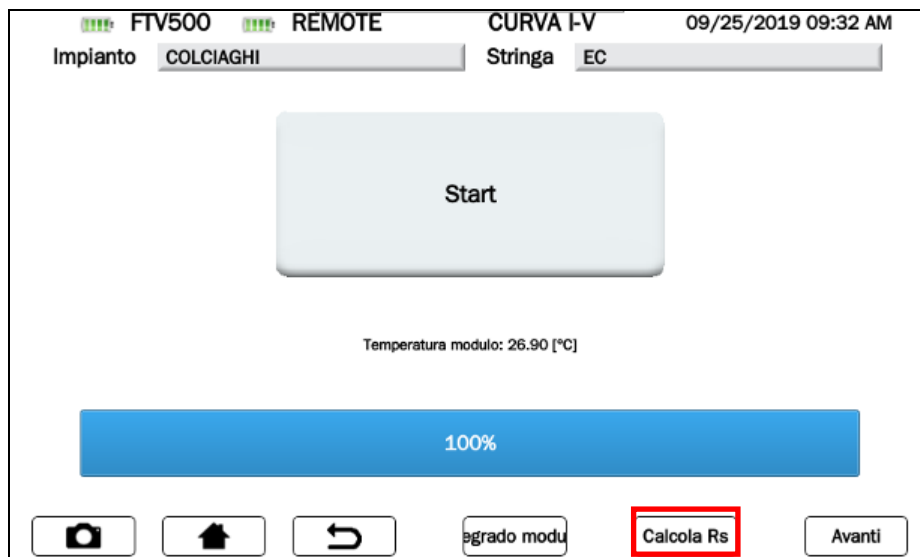 FTV500 REMOTE CURVA I-V 09/25/2019 09:32 AM
Impianto COLCIAGHI Stringa EC
Start
Temperatura modulo: 26.90 [°C]
100%
egrado modu Calcola Rs Avanti